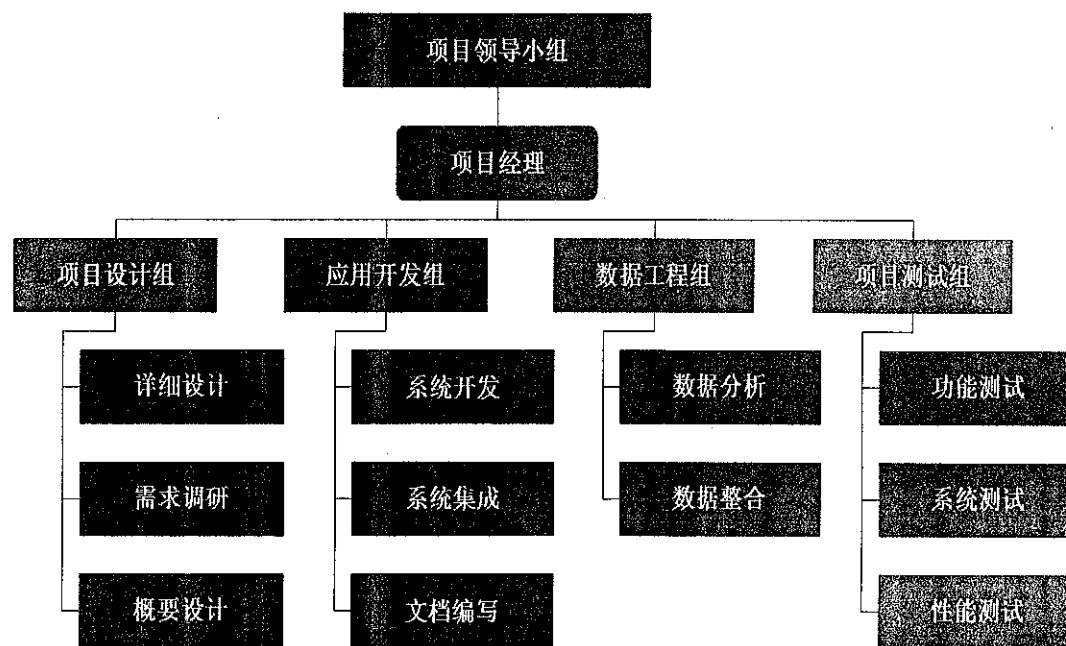 项目领导小组
项目经理
项目设计组
应用开发组
数据工程组
项目测试组
详细设计
系统开发
数据分析
功能测试
需求调研
系统集成
数据整合
系统测试
概要设计
文档编写
性能测试